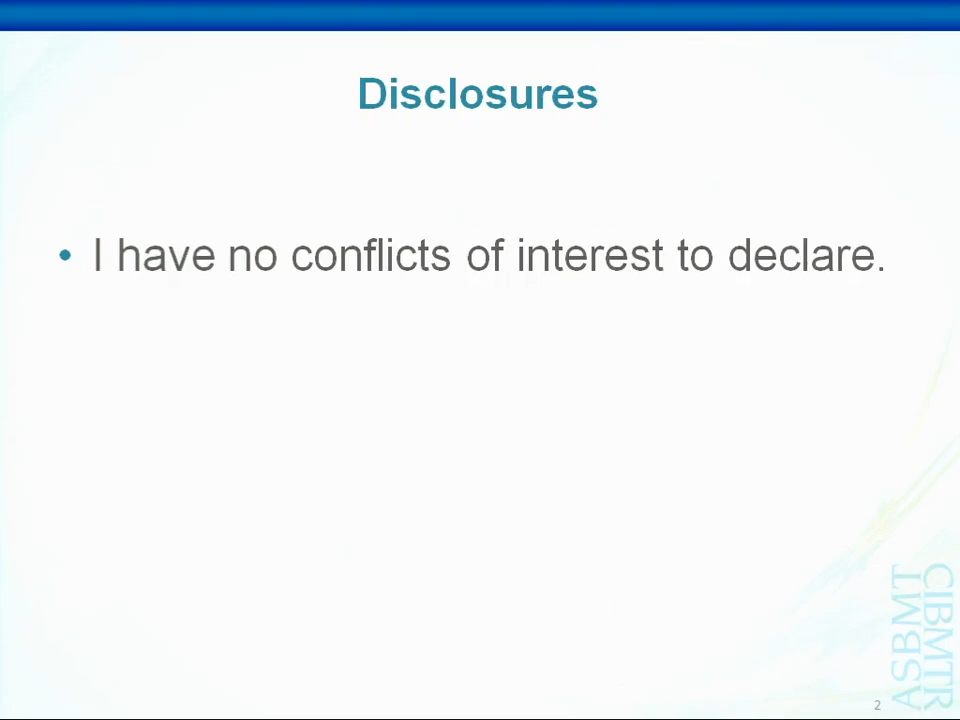 Disclosures
• I have no conflicts of interest to declare.
ASBMT
CIBMTR
2